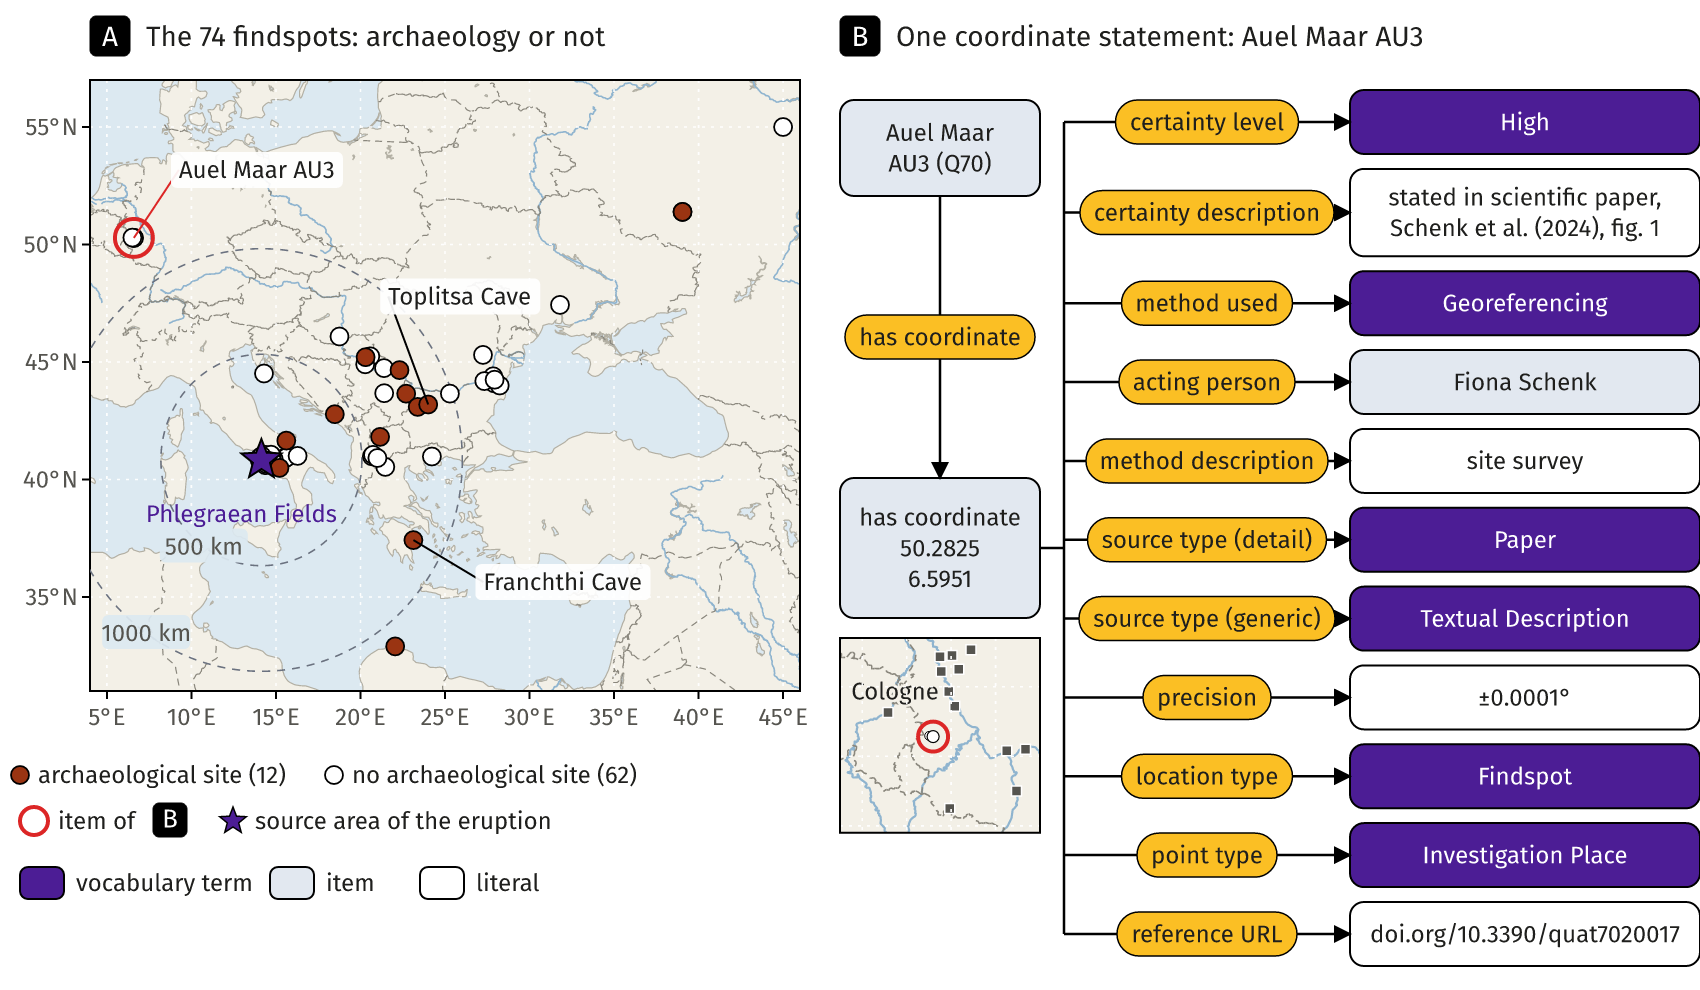 A The 74 findspots: archaeology or not
55°N
50°N
45°N
40°N
35°N
Auel Maar AU3
Toplitsa Cave
Phlegraean Fields
500 km
Franchthi Cave
1000 km
5°E 10°E 15°E 20°E 25°E 30°E 35°E 40°E 45°E
archaeological site (12) no archaeological site (62)
item of B source area of the eruption
vocabulary term item literal
B One coordinate statement: Auel Maar AU3
Auel Maar
AU3 (Q70)
has coordinate
has coordinate
50.2825
6.5951
Cologne
certainty level High
certainty description stated in scientific paper,
Schenk et al. (2024), fig. 1
method used Georeferencing
acting person Fiona Schenk
method description site survey
source type (detail) Paper
source type (generic) Textual Description
precision ±0.0001°
location type Findspot
point type Investigation Place
reference URL doi.org/10.3390/quat7020017